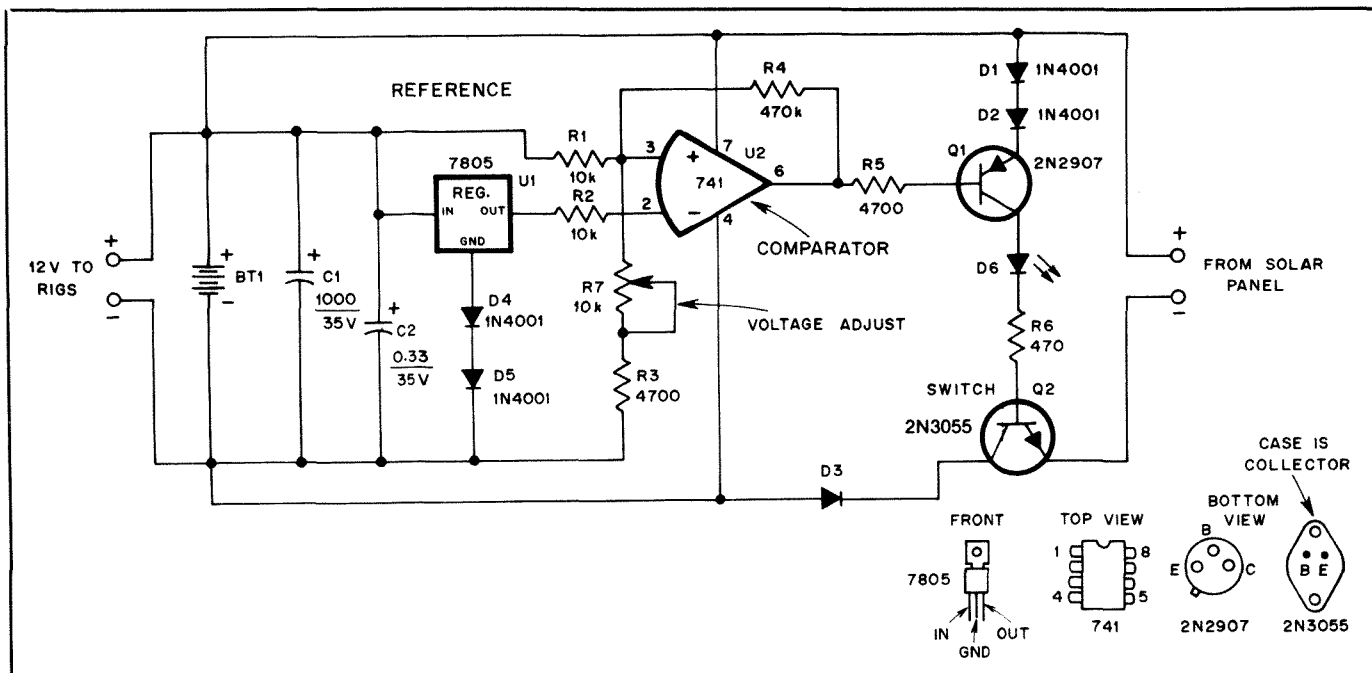 REFERENCE
R4
470k
D1 1N4001
D2 1N4001
Q1
2N2907
R1
10k
3
+
7
U2
741
6
2
−
4
R2
10k
R5
4700
7805
U1
REG.
IN OUT
GND
COMPARATOR
+
12V TO
RIGS
−
+
BT1
−
+
C1
1000
35V
+
C2
0.33
35V
D4
1N4001
D5
1N4001
R7
10k
VOLTAGE ADJUST
R3
4700
D6
R6
470
SWITCH Q2
2N3055
D3
+
FROM SOLAR
PANEL
−
CASE IS
COLLECTOR
FRONT
7805
IN
GND
OUT
TOP VIEW
1
8
4
5
741
BOTTOM
VIEW
B
E
C
2N2907
B E
2N3055